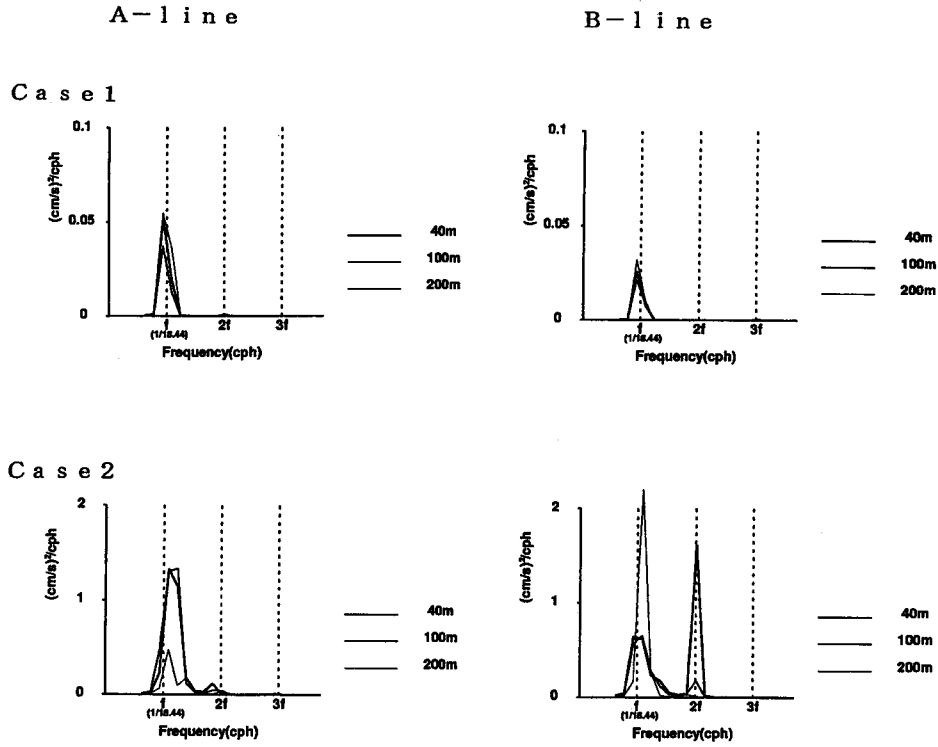 A-line
B-line
Case1
0.1
0.05
0
(cm/s)²/cph
f
2f
3f
(1/18.44)
Frequency(cph)
40m
100m
200m
0.1
0.05
0
(cm/s)²/cph
f
2f
3f
(1/18.44)
Frequency(cph)
40m
100m
200m
Case2
2
1
0
(cm/s)²/cph
f
2f
3f
(1/18.44)
Frequency(cph)
40m
100m
200m
2
1
0
(cm/s)²/cph
f
2f
3f
(1/18.44)
Frequency(cph)
40m
100m
200m